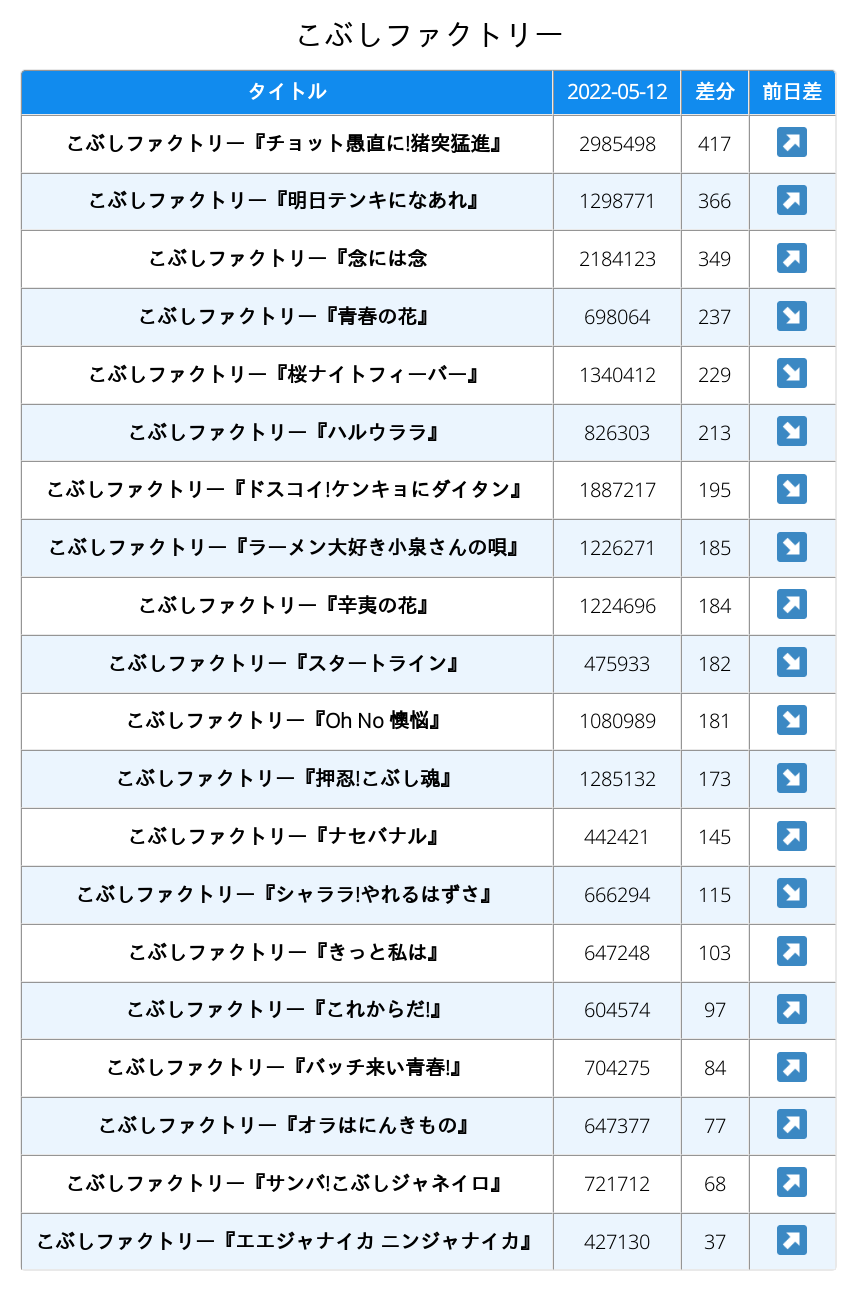 こぶしファクトリー
タイトル 2022-05-12 差分 前日差
こぶしファクトリー『チョット愚直に!猪突猛進』 2985498 417 ↗
こぶしファクトリー『明日テンキになあれ』 1298771 366 ↗
こぶしファクトリー『念には念 2184123 349 ↗
こぶしファクトリー『青春の花』 698064 237 ↘
こぶしファクトリー『桜ナイトフィーバー』 1340412 229 ↘
こぶしファクトリー『ハルウララ』 826303 213 ↘
こぶしファクトリー『ドスコイ!ケンキョにダイタン』 1887217 195 ↘
こぶしファクトリー『ラーメン大好き小泉さんの唄』 1226271 185 ↘
こぶしファクトリー『辛夷の花』 1224696 184 ↗
こぶしファクトリー『スタートライン』 475933 182 ↘
こぶしファクトリー『Oh No 懊悩』 1080989 181 ↘
こぶしファクトリー『押忍!こぶし魂』 1285132 173 ↘
こぶしファクトリー『ナセバナル』 442421 145 ↗
こぶしファクトリー『シャララ!やれるはずさ』 666294 115 ↘
こぶしファクトリー『きっと私は』 647248 103 ↗
こぶしファクトリー『これからだ!』 604574 97 ↗
こぶしファクトリー『バッチ来い青春!』 704275 84 ↗
こぶしファクトリー『オラはにんきもの』 647377 77 ↗
こぶしファクトリー『サンバ!こぶしジャネイロ』 721712 68 ↗
こぶしファクトリー『エエジャナイカ ニンジャナイカ』 427130 37 ↗